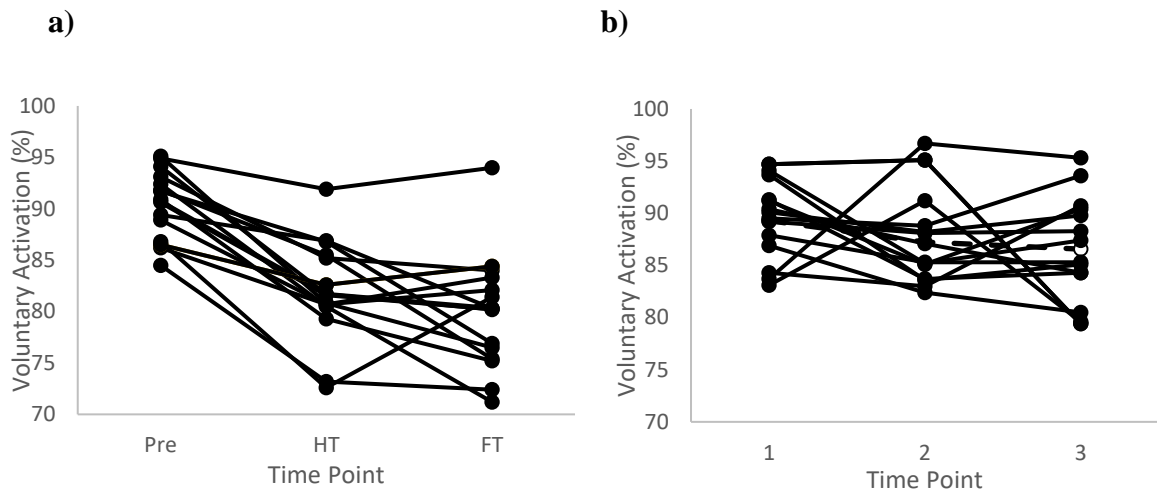 a)
Voluntary Activation (%)
100
95
90
85
80
75
70
Pre HT FT
Time Point
b)
Voluntary Activation (%)
100
95
90
85
80
75
70
1 2 3
Time Point